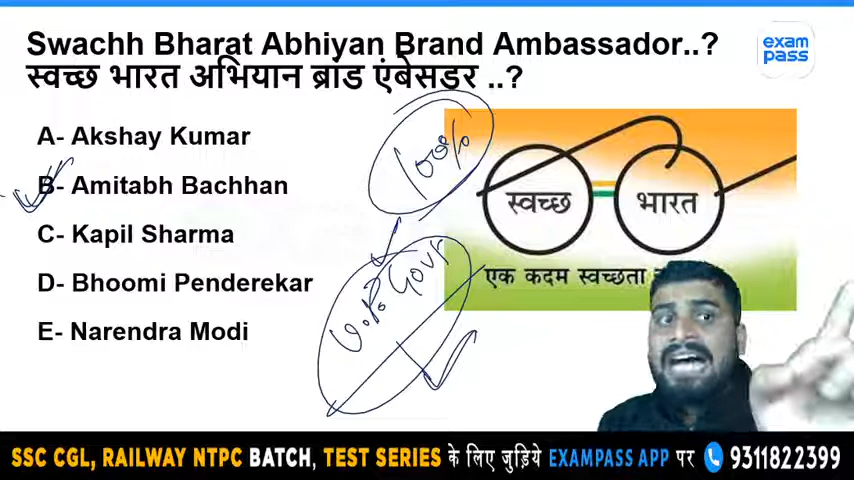 Swachh Bharat Abhiyan Brand Ambassador..?
स्वच्छ भारत अभियान ब्रांड एंबेसडर ..?
exam
pass
A- Akshay Kumar
B- Amitabh Bachhan
C- Kapil Sharma
D- Bhoomi Penderekar
E- Narendra Modi
100%
U.P. Govt
स्वच्छ भारत
एक कदम स्वच्छता
SSC CGL, RAILWAY NTPC BATCH, TEST SERIES के लिए जुड़िये EXAMPASS APP पर 9311822399